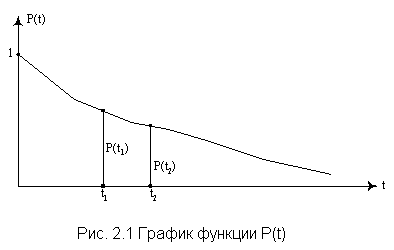 P(t)
1
P(t₁)
P(t₂)
t₁
t₂
t
Рис. 2.1 График функции P(t)